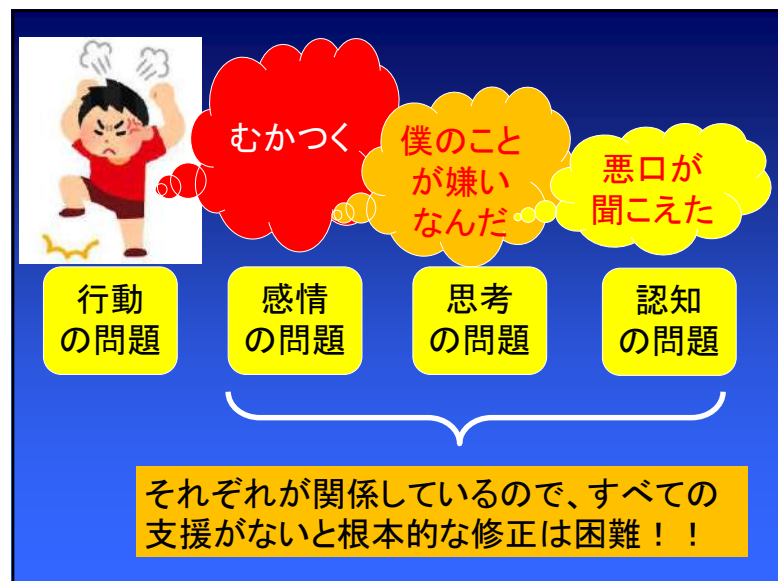 むかつく
僕のこと
が嫌い
なんだ
悪口が
聞こえた
行動
の問題
感情
の問題
思考
の問題
認知
の問題
それぞれが関係しているので、すべての
支援がないと根本的な修正は困難！！